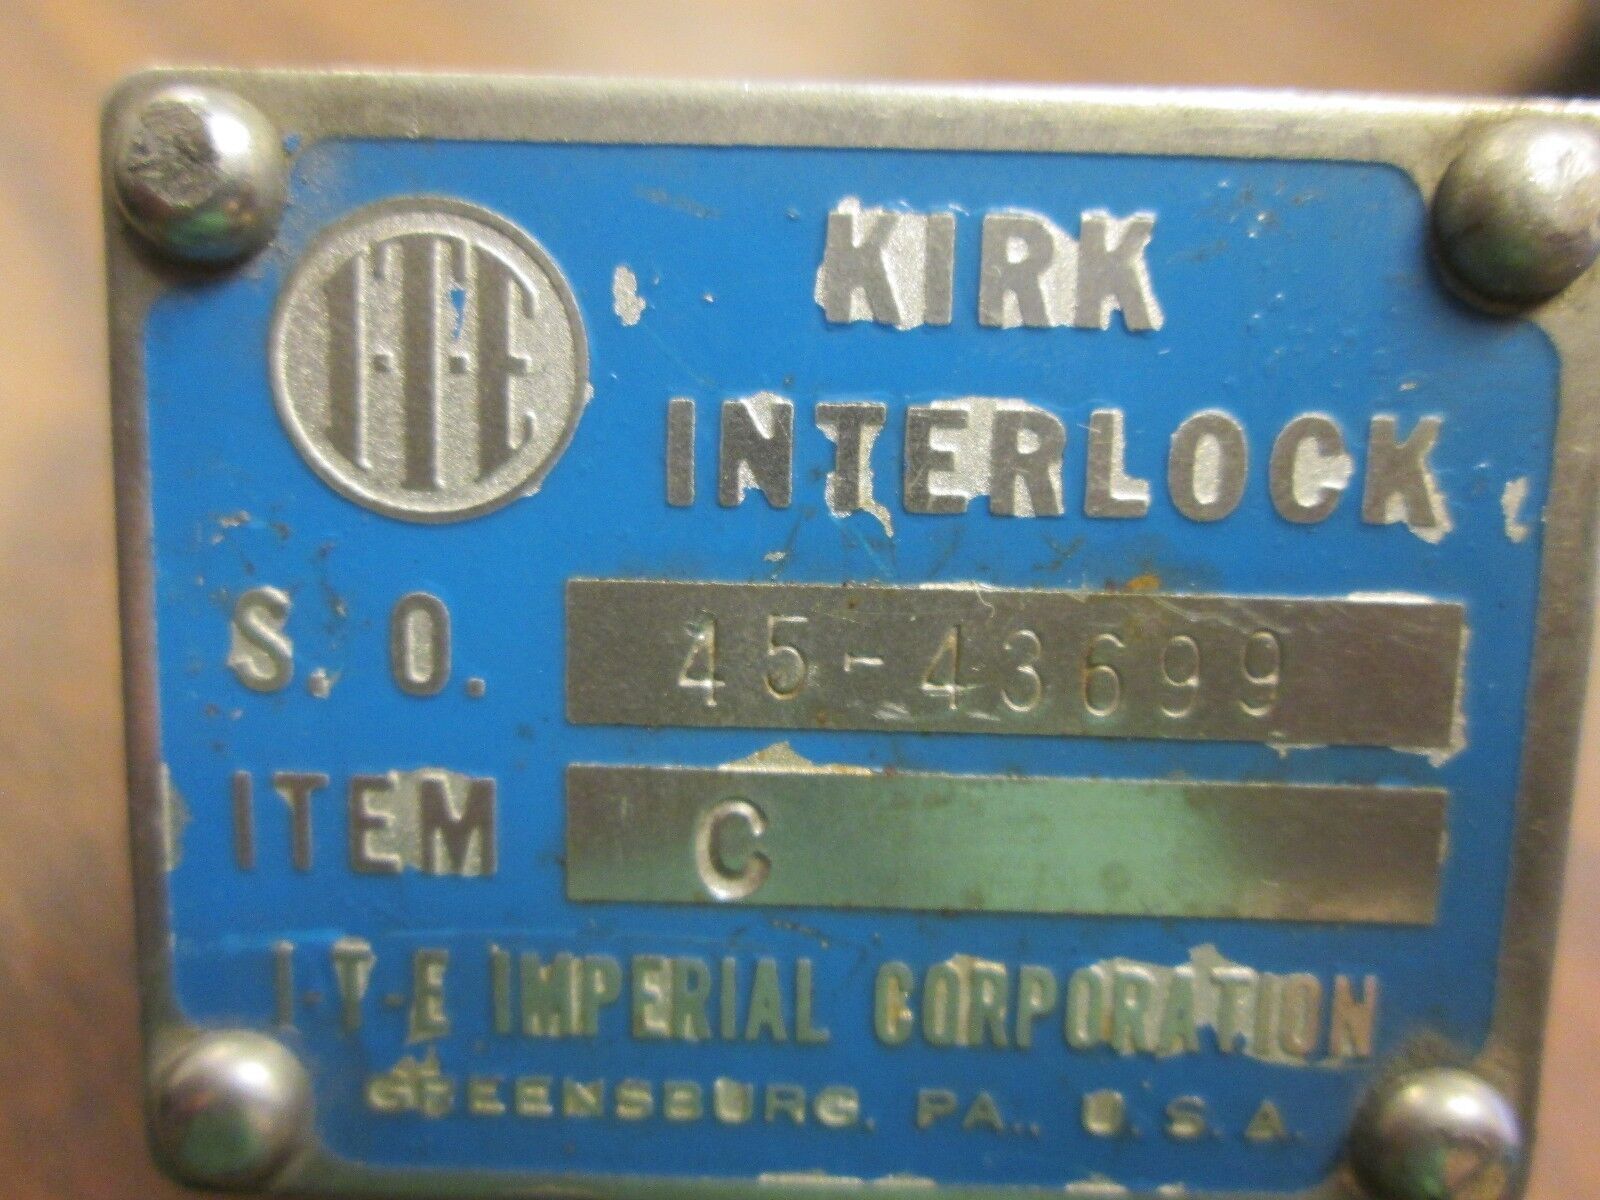 I-T-E
KIRK
INTERLOCK
S. O. 45-43699
ITEM C
I-T-E IMPERIAL CORPORATION
GREENSBURG, PA., U.S.A.